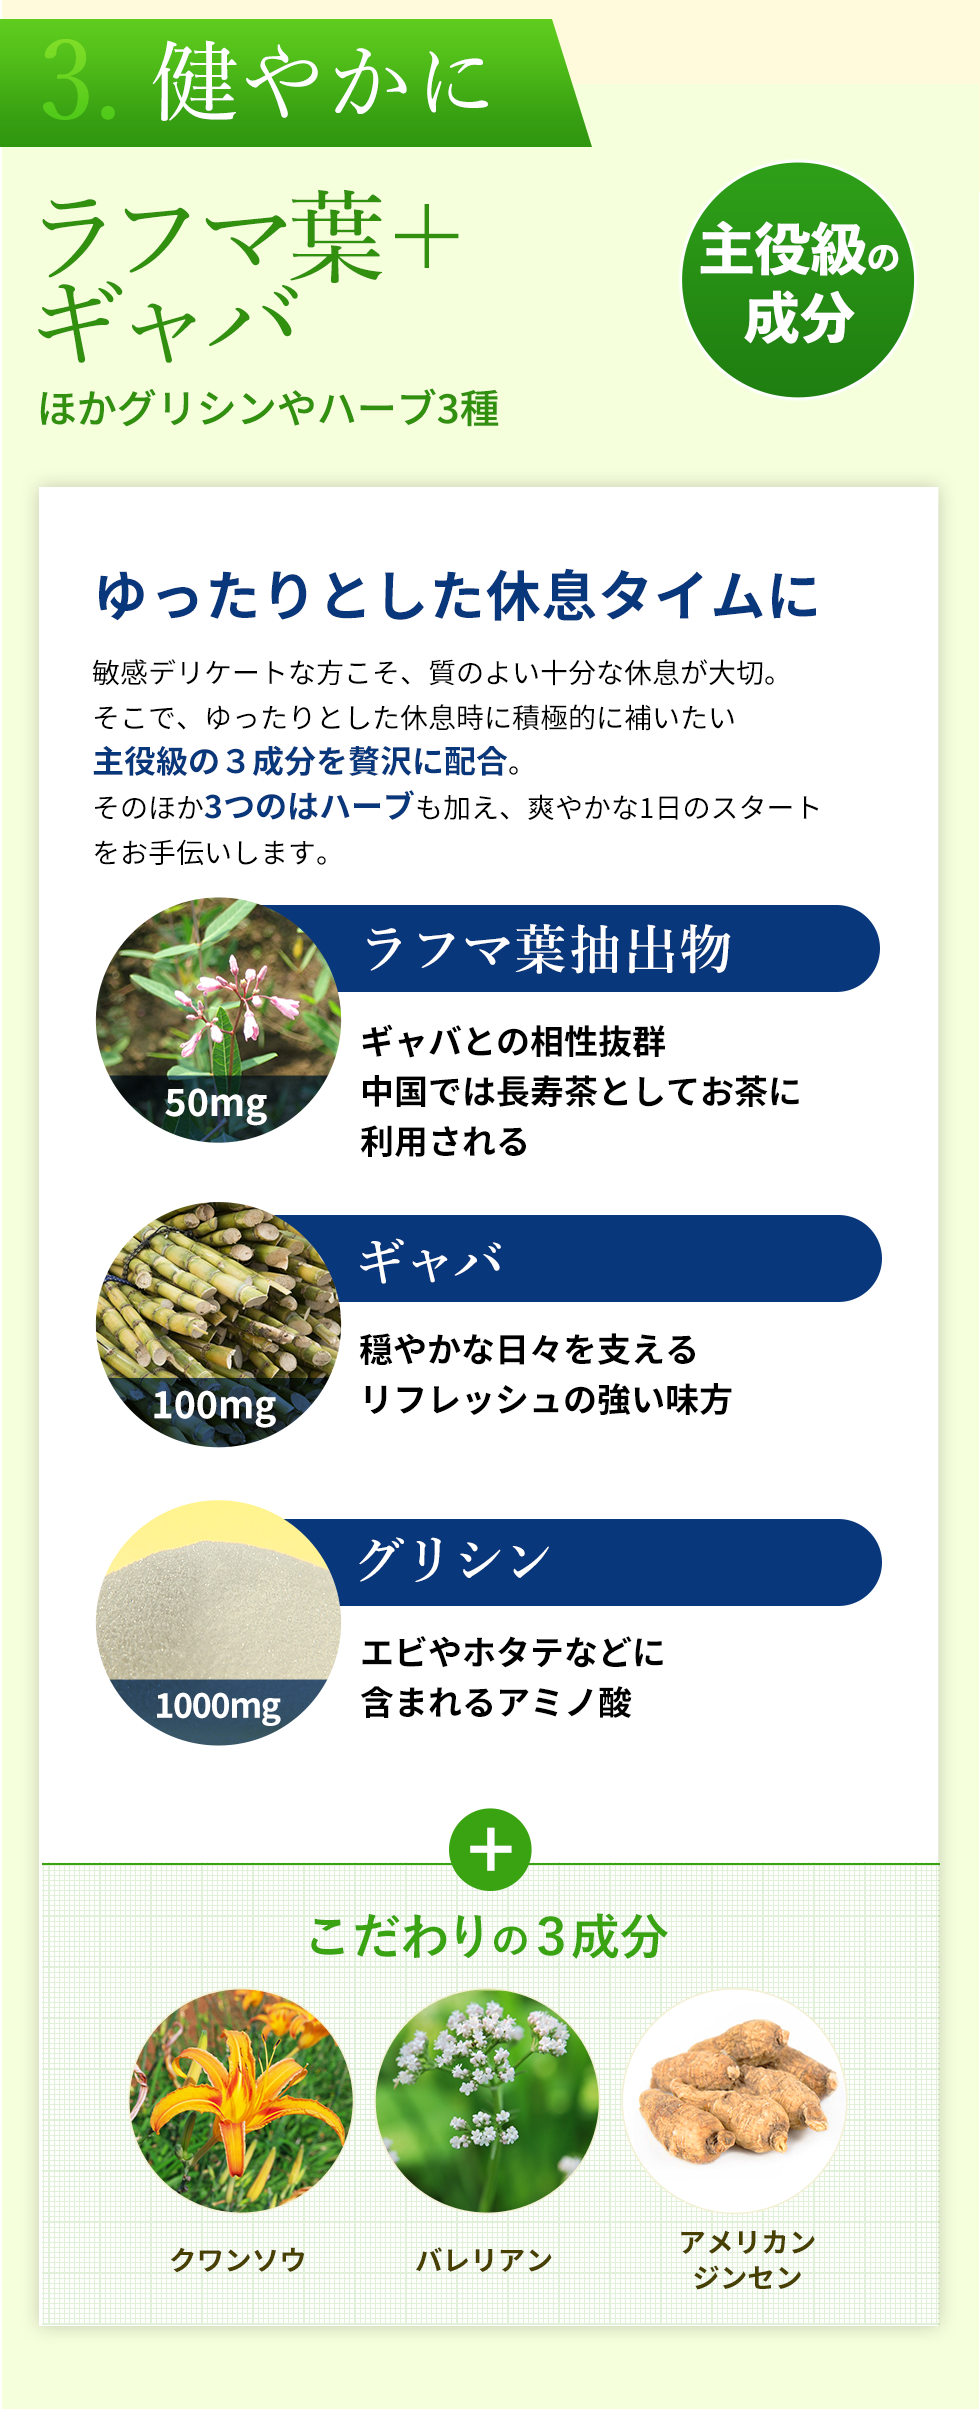 3. 健やかに
ラフマ葉＋
ギャバ
ほかグリシンやハーブ3種
主役級の
成分
ゆったりとした休息タイムに
敏感デリケートな方こそ、質のよい十分な休息が大切。
そこで、ゆったりとした休息時に積極的に補いたい
主役級の３成分を贅沢に配合。
そのほか3つのはハーブも加え、爽やかな1日のスタート
をお手伝いします。
ラフマ葉抽出物
50mg
ギャバとの相性抜群
中国では長寿茶としてお茶に
利用される
ギャバ
100mg
穏やかな日々を支える
リフレッシュの強い味方
グリシン
1000mg
エビやホタテなどに
含まれるアミノ酸
＋
こだわりの３成分
クワンソウ
バレリアン
アメリカン
ジンセン